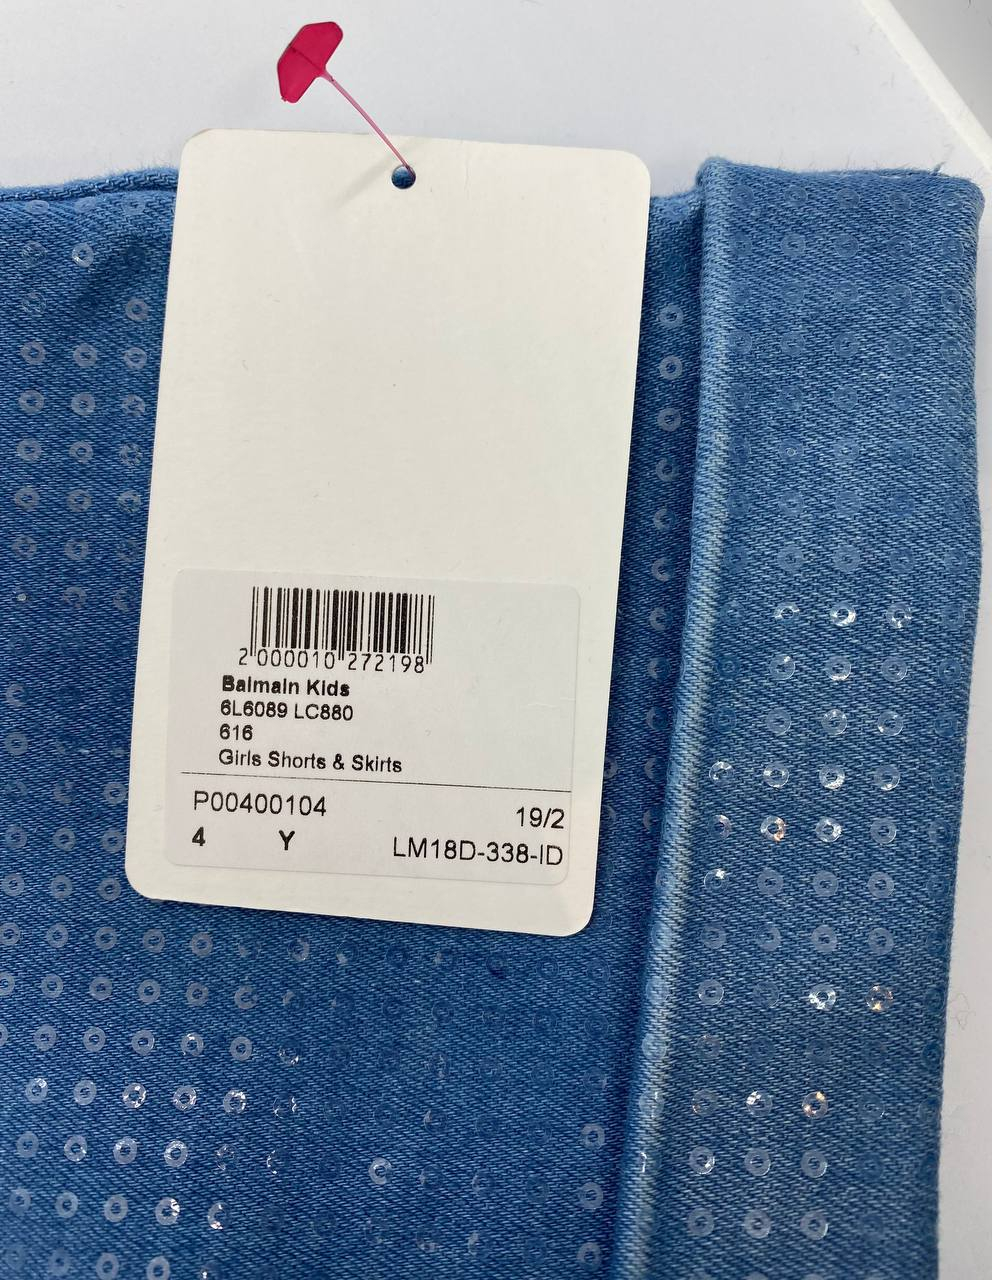 2 000010 272198
Balmain Kids
6L6089 LC880
616
Girls Shorts & Skirts
P00400104 19/2
4 Y LM18D-338-ID